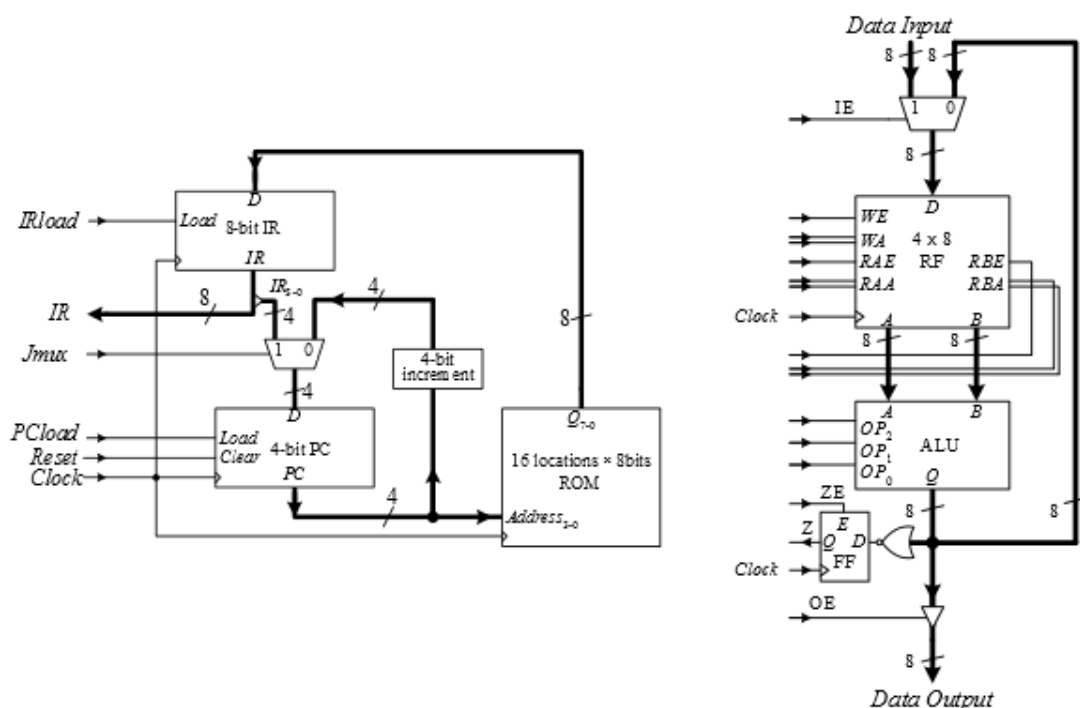 Data Input
8
8
IE
1 0
8
D
IRload
Load
8-bit IR
IR
IR3-0
8
IR
4
4
8
Jmux
1 0
4-bit
increment
4
D
PCload
Load
4-bit PC
Reset
Clear
Clock
PC
4
Q7-0
16 locations × 8bits
ROM
Address3-0
D
WE
4 x 8
WA
RF
RAE
RBE
RAA
RBA
Clock
A B
8
8
A B
OP2
OP1
ALU
OP0
Q
ZE
8
8
E
Z
Q D
FF
Clock
OE
8
Data Output